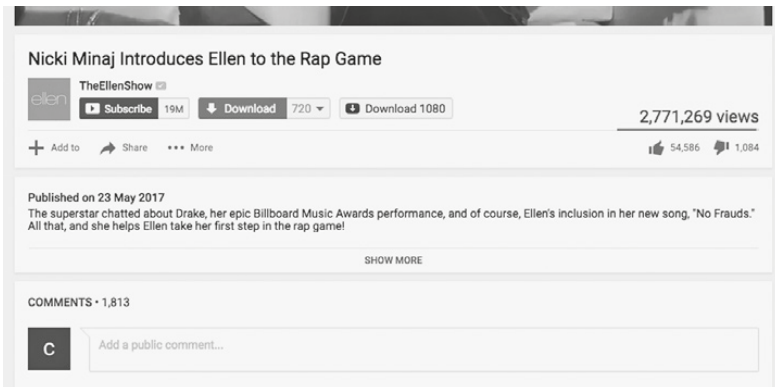 Nicki Minaj Introduces Ellen to the Rap Game
ellen
TheEllenShow
Subscribe 19M Download 720 Download 1080
2,771,269 views
Add to Share More
54,586 1,084
Published on 23 May 2017
The superstar chatted about Drake, her epic Billboard Music Awards performance, and of course, Ellen's inclusion in her new song, "No Frauds."
All that, and she helps Ellen take her first step in the rap game!
SHOW MORE
COMMENTS • 1,813
C
Add a public comment...